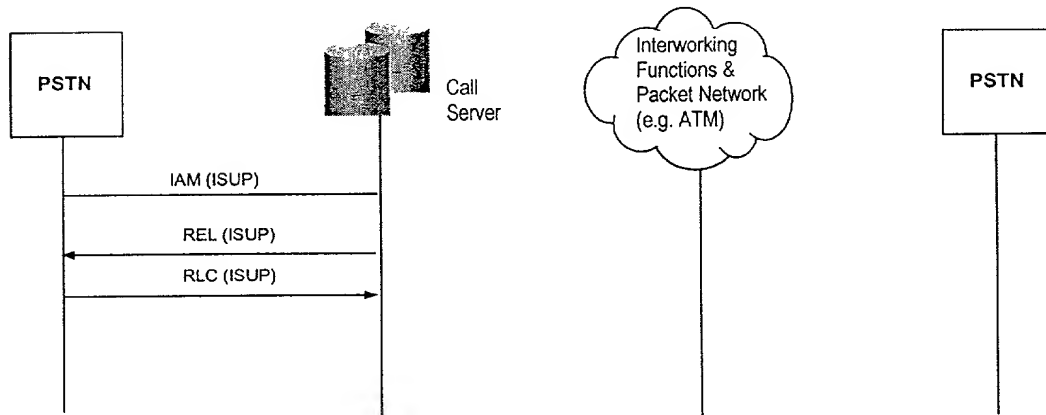 PSTN
Call
Server
Interworking
Functions &
Packet Network
(e.g. ATM)
PSTN
IAM (ISUP)
REL (ISUP)
RLC (ISUP)